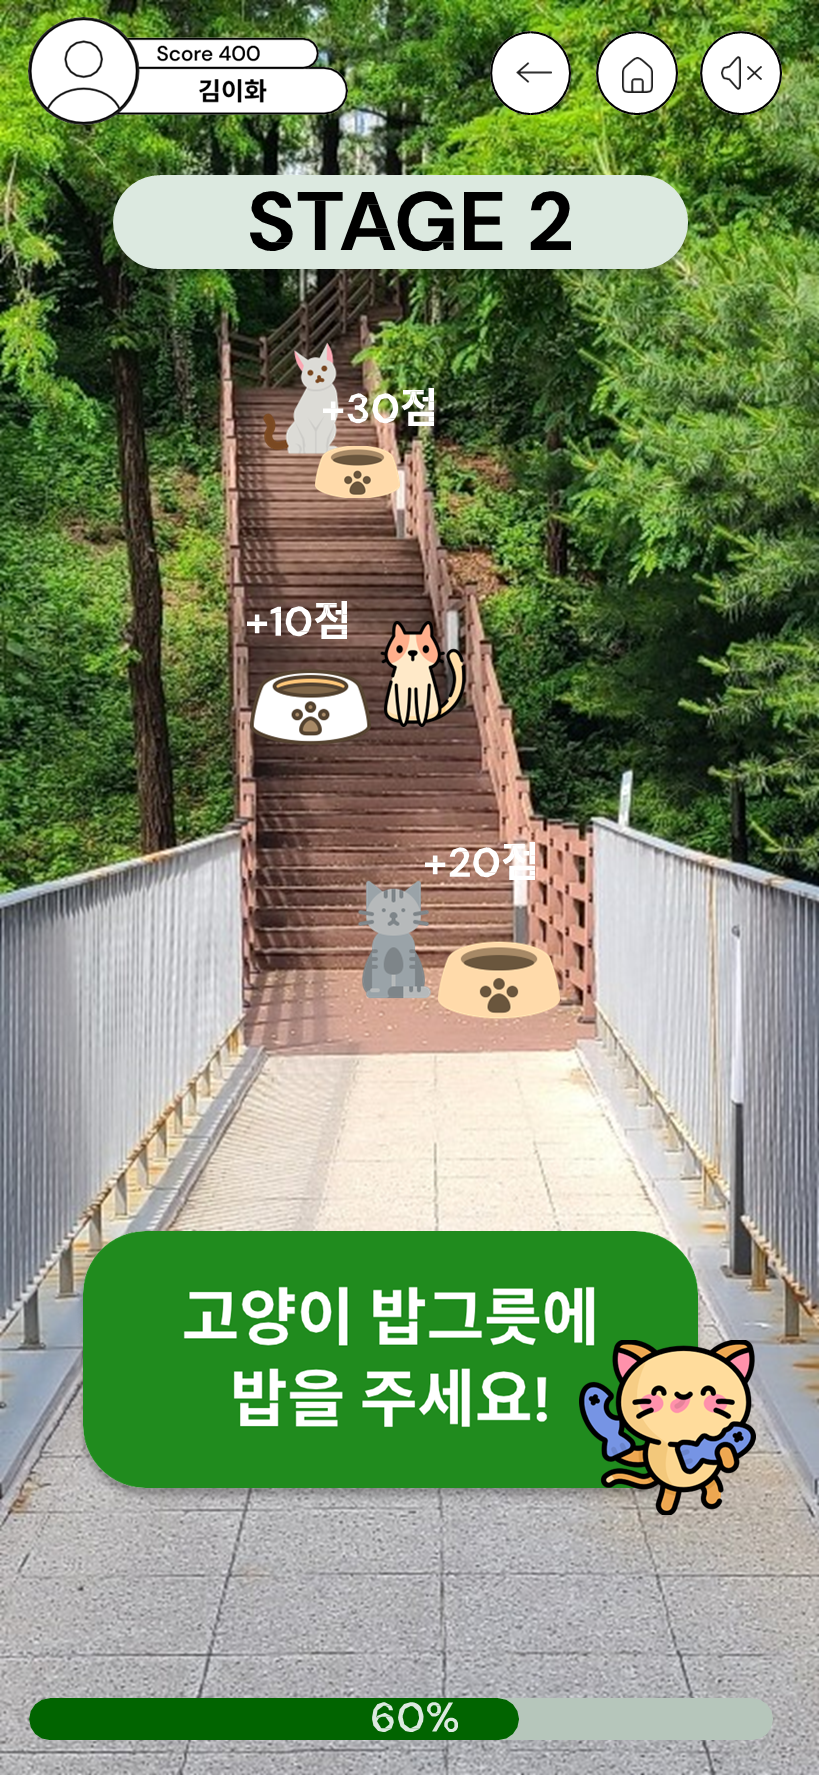 Score 400
김이화
STAGE 2
+30점
+10점
+20점
고양이 밥그릇에
밥을 주세요!
60%